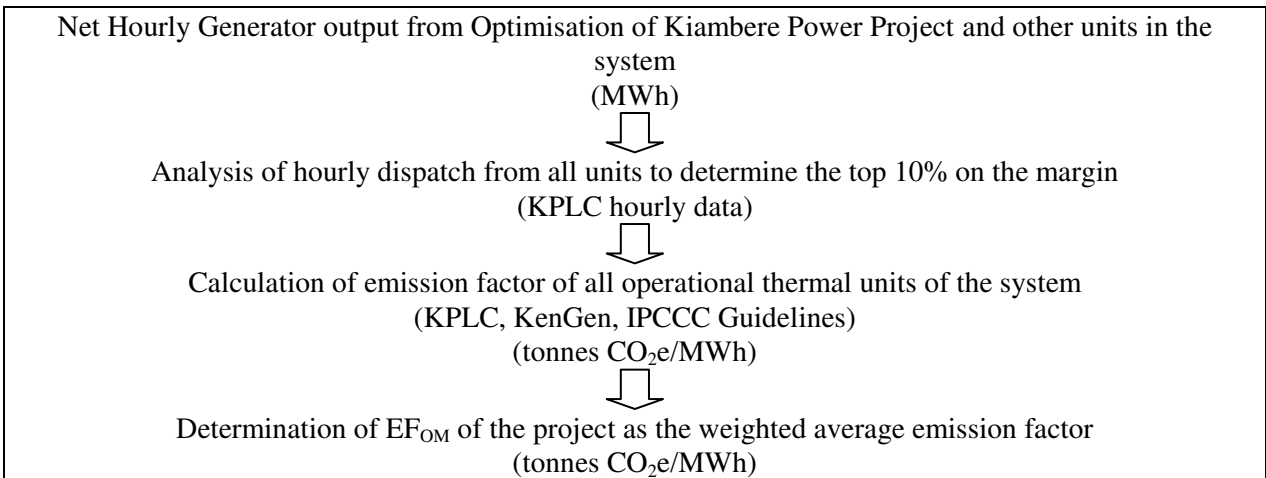 Net Hourly Generator output from Optimisation of Kiambere Power Project and other units in the
system
(MWh)
Analysis of hourly dispatch from all units to determine the top 10% on the margin
(KPLC hourly data)
Calculation of emission factor of all operational thermal units of the system
(KPLC, KenGen, IPCCC Guidelines)
(tonnes CO₂e/MWh)
Determination of EF_OM of the project as the weighted average emission factor
(tonnes CO₂e/MWh)